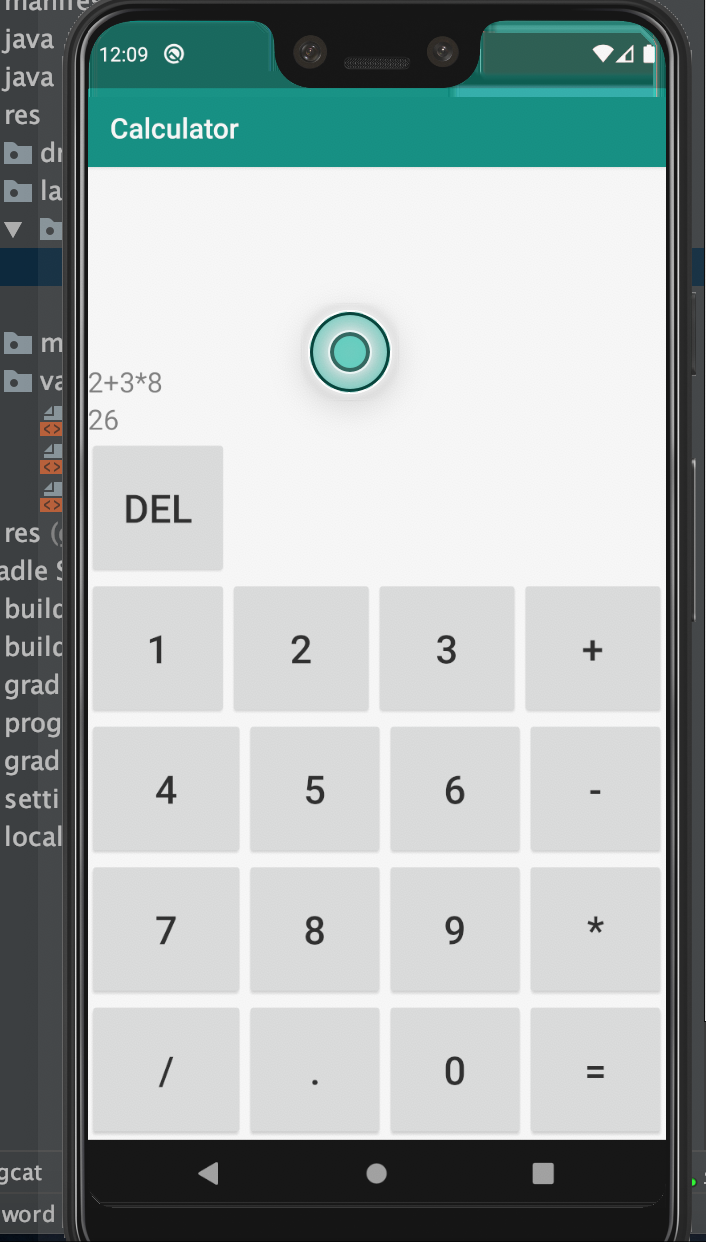 manifes
java
java
res
dr
la
m
va
res (g
adle S
build
build
grad
prog
grad
setti
local
gcat
word
12:09
Calculator
2+3*8
26
DEL
1 2 3 +
4 5 6 -
7 8 9 *
/ . 0 =